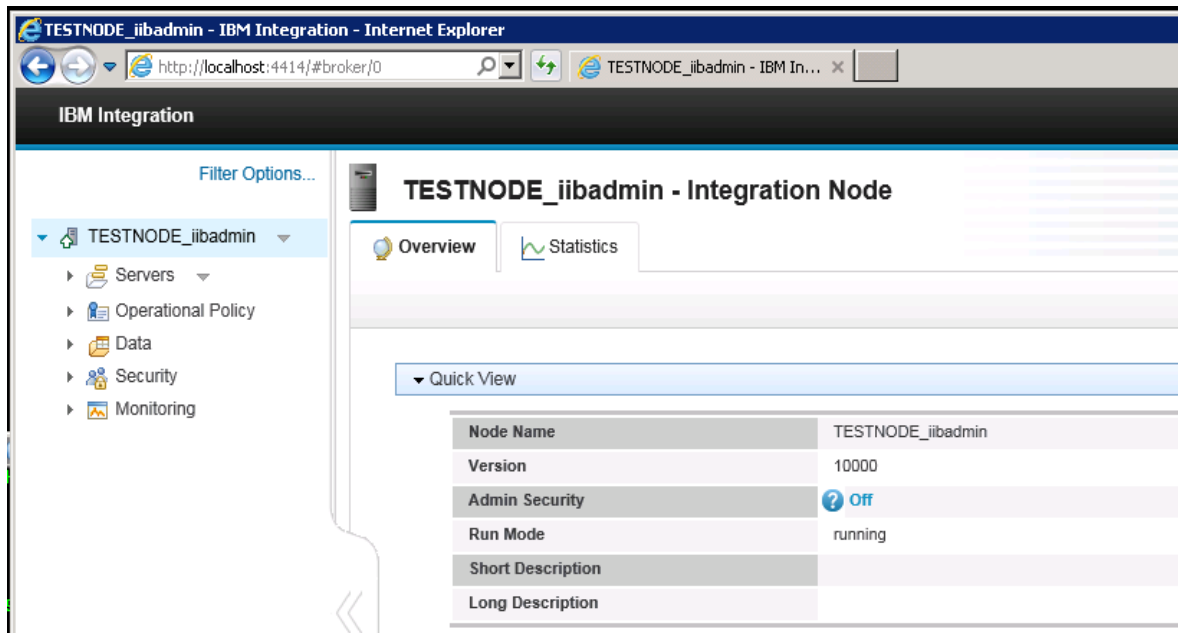 TESTNODE_iibadmin - IBM Integration - Internet Explorer
http://localhost:4414/#broker/0
TESTNODE_iibadmin - IBM In...
IBM Integration
Filter Options...
TESTNODE_iibadmin - Integration Node
TESTNODE_iibadmin
Overview
Statistics
Servers
Operational Policy
Data
Security
Monitoring
Quick View
Node Name TESTNODE_iibadmin
Version 10000
Admin Security ? Off
Run Mode running
Short Description
Long Description